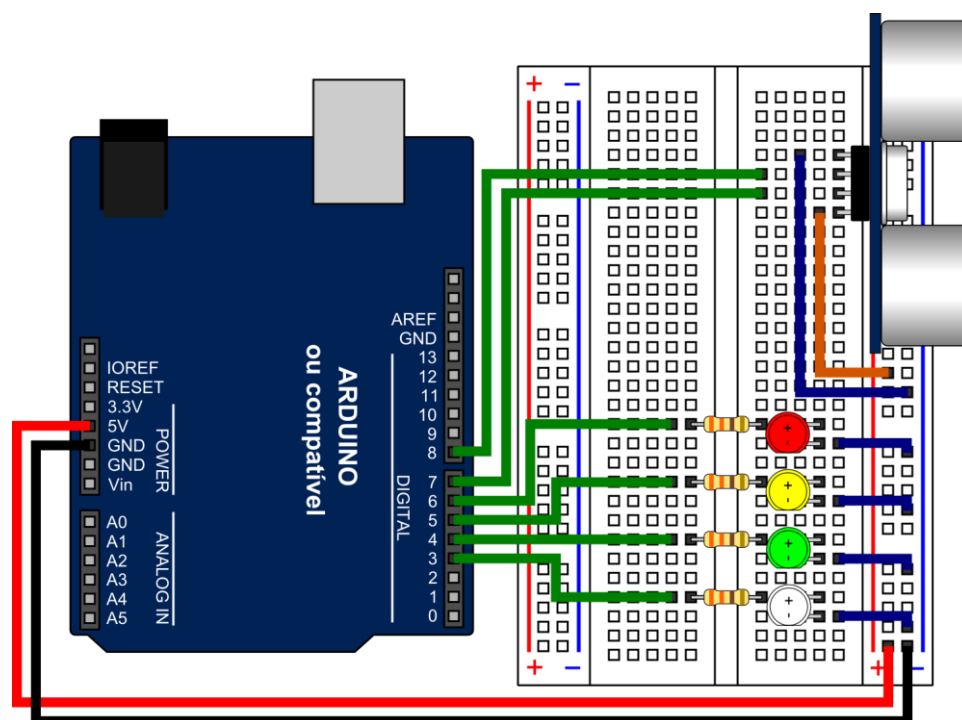 + −
IOREF
RESET
3.3V
5V
GND
GND
Vin
POWER
A0
A1
A2
A3
A4
A5
ANALOG IN
ARDUINO
ou compatível
AREF
GND
13
12
11
10
9
8
7
6
5
4
3
2
1
0
DIGITAL
+
-
+
-
+
-
+
-
+ −
+ −